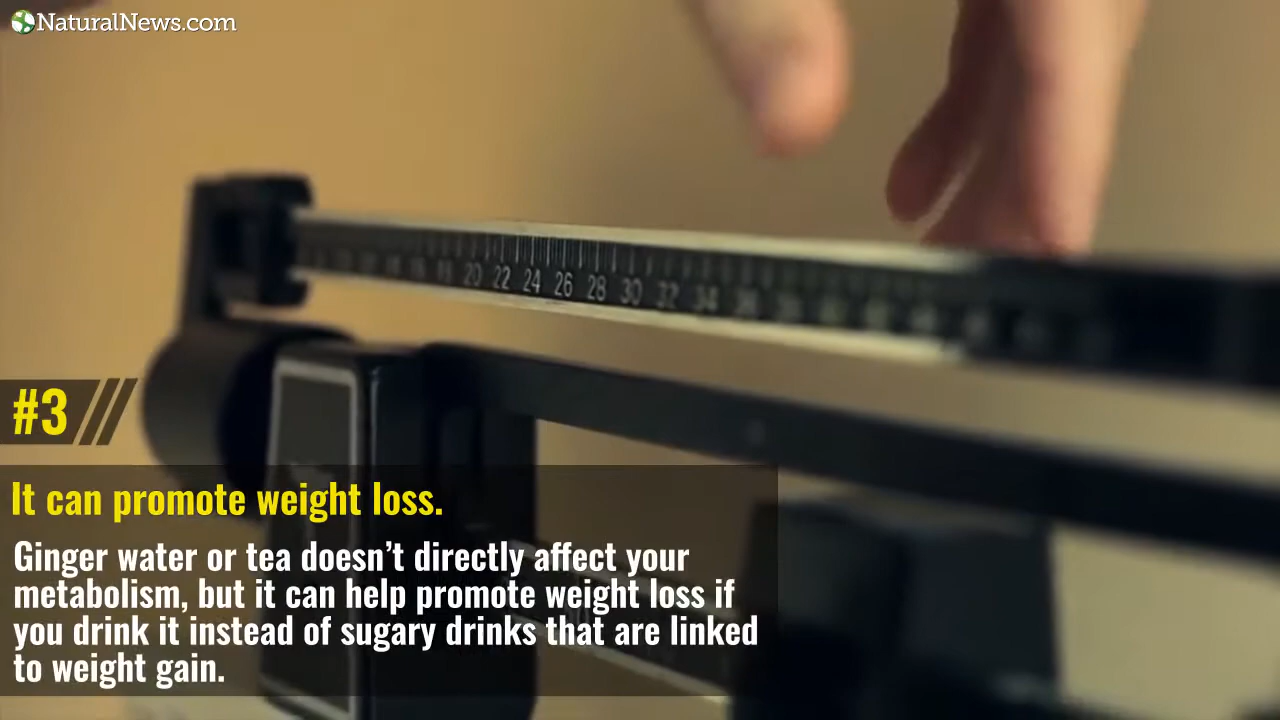 NaturalNews.com
20 22 24 26 28 30 32 34
#3
It can promote weight loss.
Ginger water or tea doesn't directly affect your
metabolism, but it can help promote weight loss if
you drink it instead of sugary drinks that are linked
to weight gain.